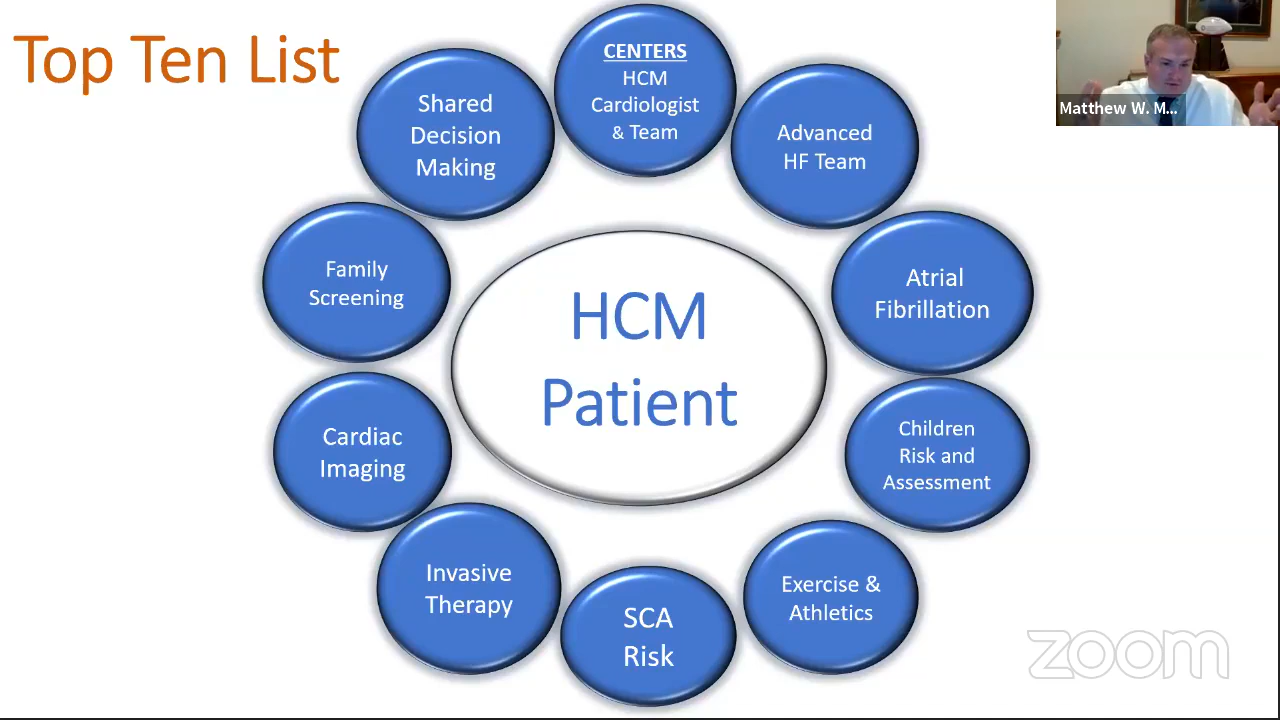 Top Ten List
CENTERS
HCM
Cardiologist
& Team
Advanced
HF Team
Atrial
Fibrillation
Children
Risk and
Assessment
Exercise &
Athletics
SCA
Risk
Invasive
Therapy
Cardiac
Imaging
Family
Screening
Shared
Decision
Making
HCM
Patient
Matthew W. M...
zoom